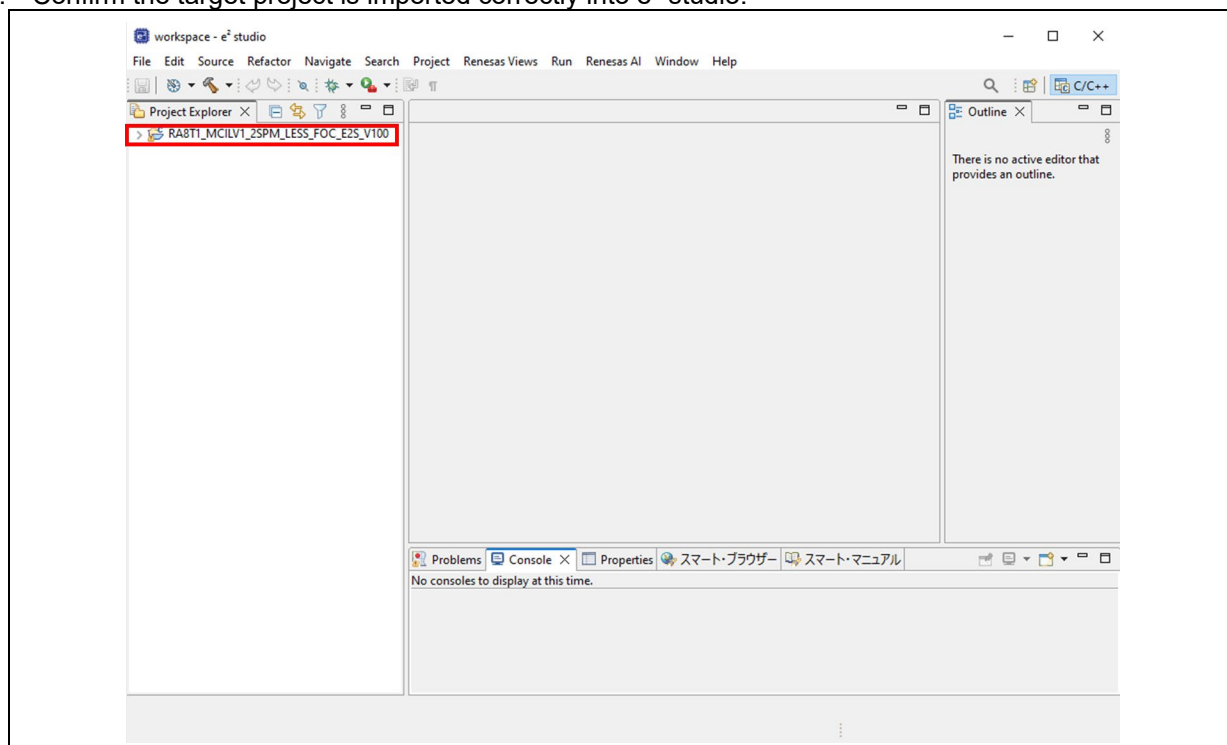 Confirm the target project is imported correctly into e² studio.
workspace - e² studio
File Edit Source Refactor Navigate Search Project Renesas Views Run Renesas AI Window Help
C/C++
Project Explorer
Outline
RA8T1_MCILV1_2SPM_LESS_FOC_E2S_V100
There is no active editor that
provides an outline.
Problems Console Properties スマート・ブラウザー スマート・マニュアル
No consoles to display at this time.